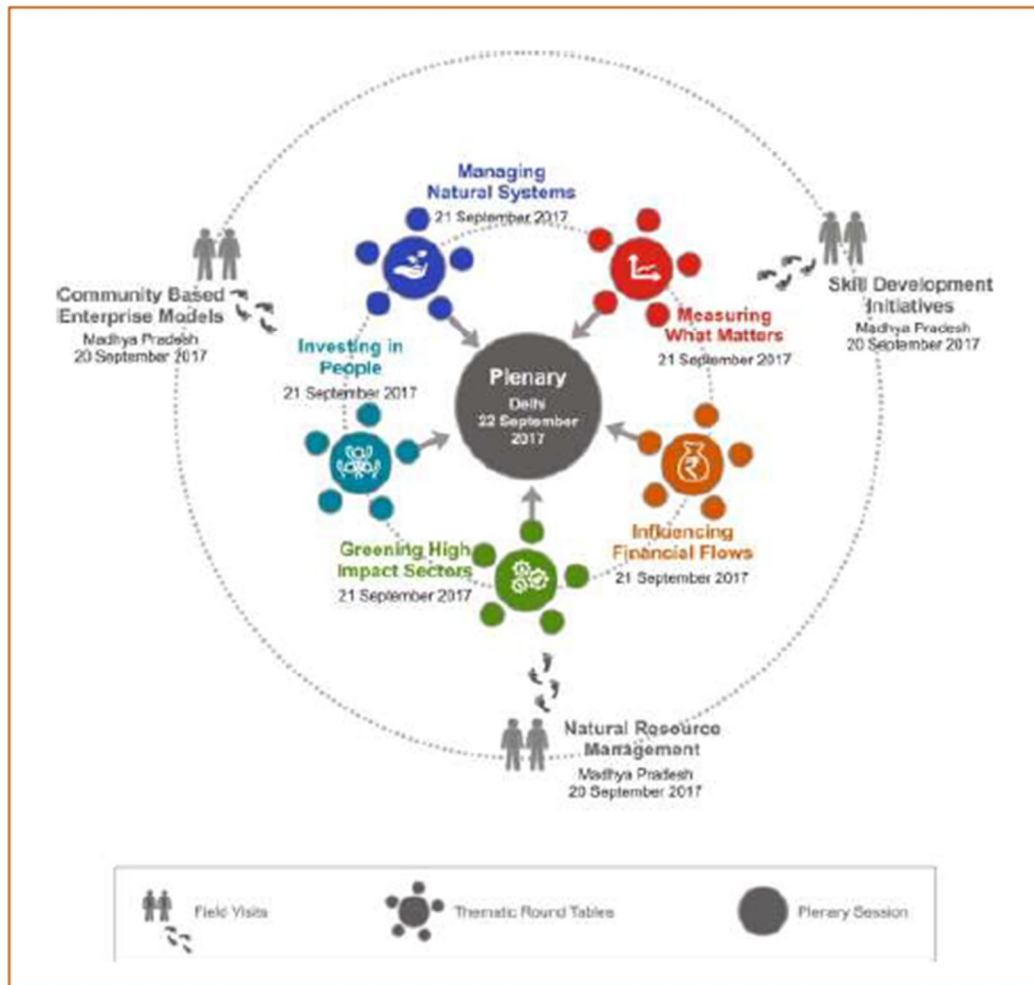 Managing
Natural Systems
21 September 2017
Community Based
Enterprise Models
Madhya Pradesh
20 September 2017
Skill Development
Initiatives
Madhya Pradesh
20 September 2017
Measuring
What Matters
21 September 2017
Investing in
People
21 September 2017
Plenary
Delhi
22 September
2017
Greening High
Impact Sectors
21 September 2017
Influencing
Financial Flows
21 September 2017
₹
Natural Resource
Management
Madhya Pradesh
20 September 2017
Field Visits
Thematic Round Tables
Plenary Session